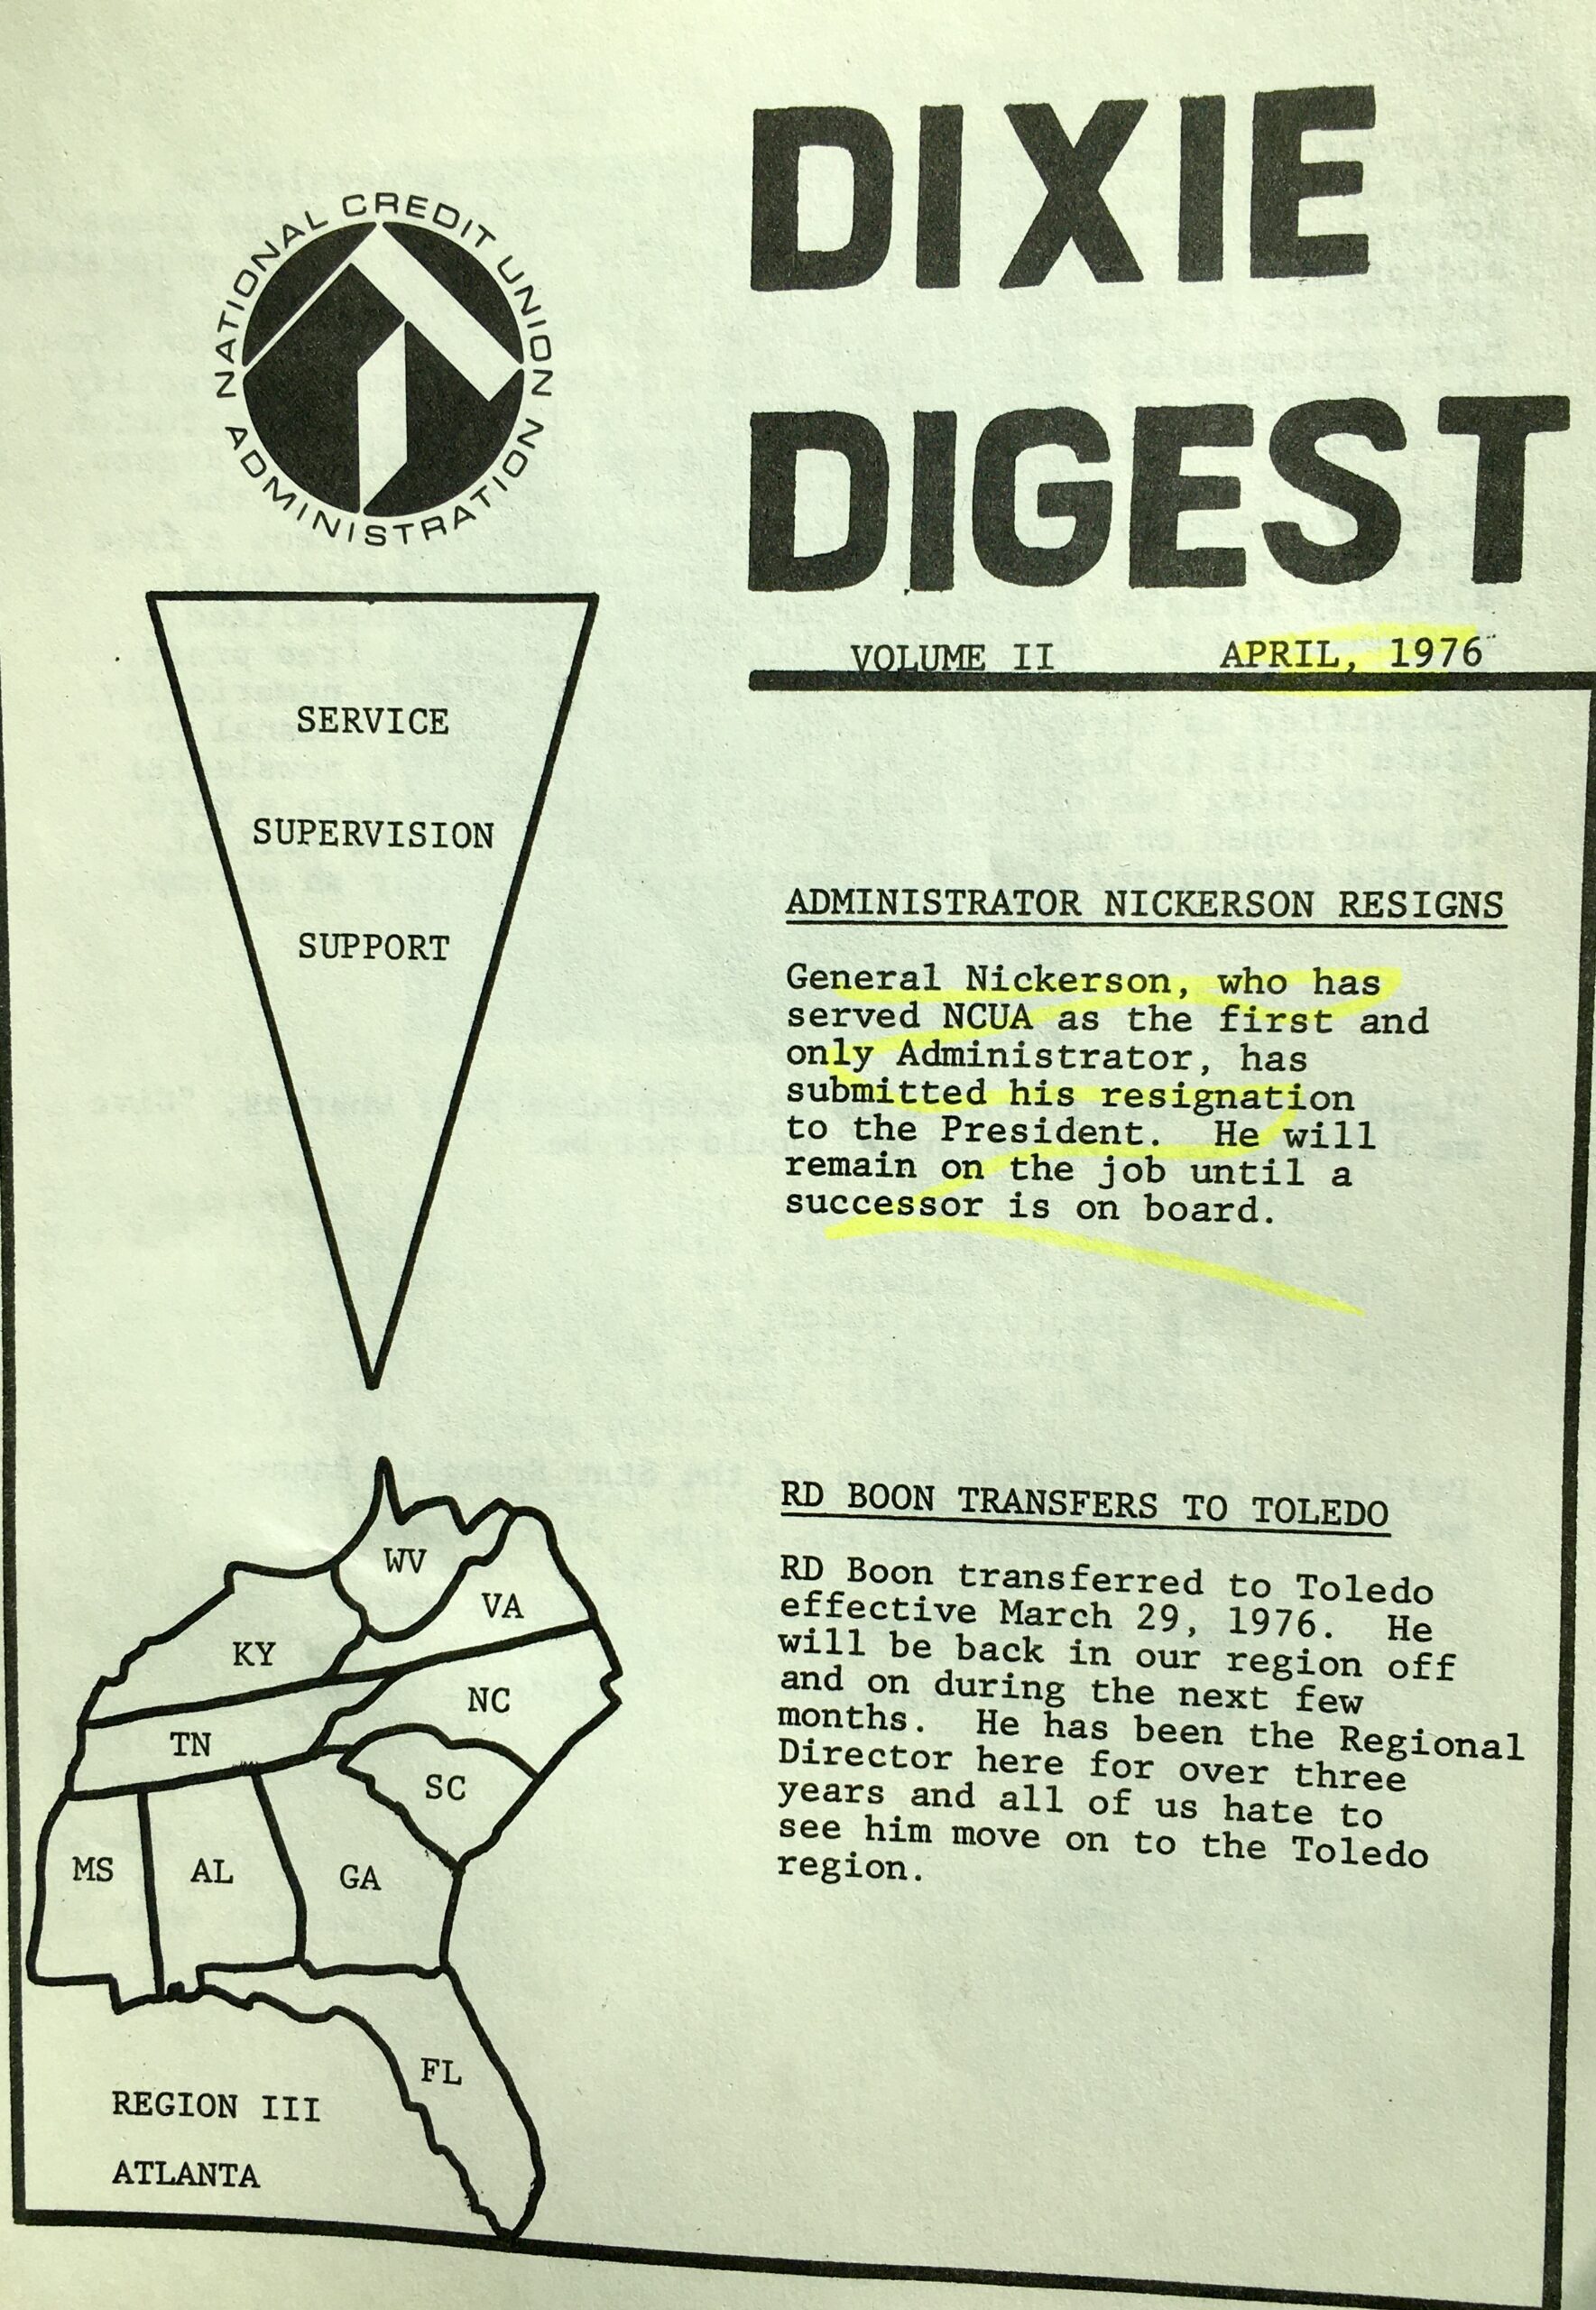 DIXIE
DIGEST
NATIONAL CREDIT UNION
ADMINISTRATION
VOLUME II APRIL, 1976
SERVICE
SUPERVISION
SUPPORT
ADMINISTRATOR NICKERSON RESIGNS
General Nickerson, who has
served NCUA as the first and
only Administrator, has
submitted his resignation
to the President. He will
remain on the job until a
successor is on board.
RD BOON TRANSFERS TO TOLEDO
RD Boon transferred to Toledo
effective March 29, 1976. He
will be back in our region off
and on during the next few
months. He has been the Regional
Director here for over three
years and all of us hate to
see him move on to the Toledo
region.
WV
VA
KY
NC
TN
SC
MS
AL
GA
FL
REGION III
ATLANTA